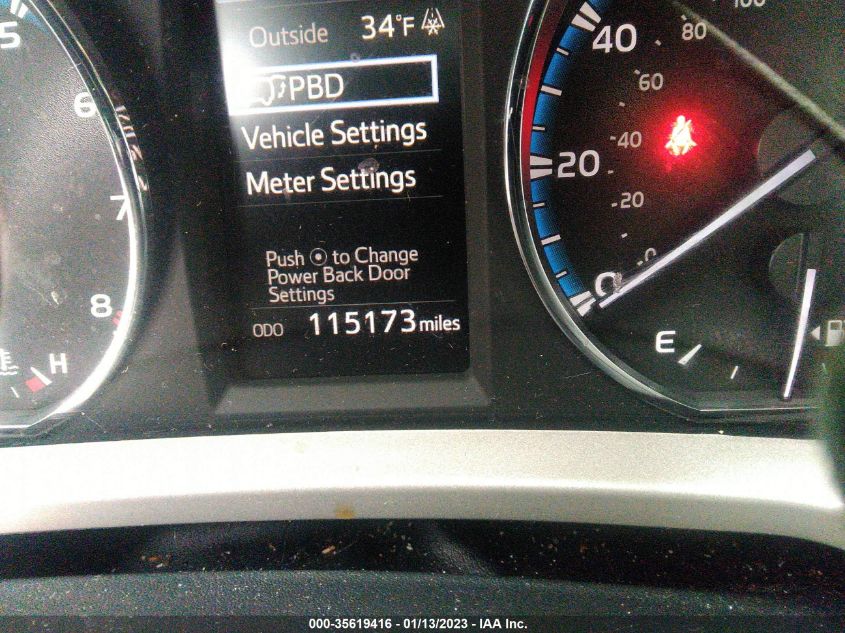 Outside 34°F
PBD
Vehicle Settings
Meter Settings
Push ⦿ to Change
Power Back Door
Settings
ODO 115173 miles
5
6
7
8
H
100
80
60
40
20
0
40
20
0
E
000-35619416 - 01/13/2023 - IAA Inc.